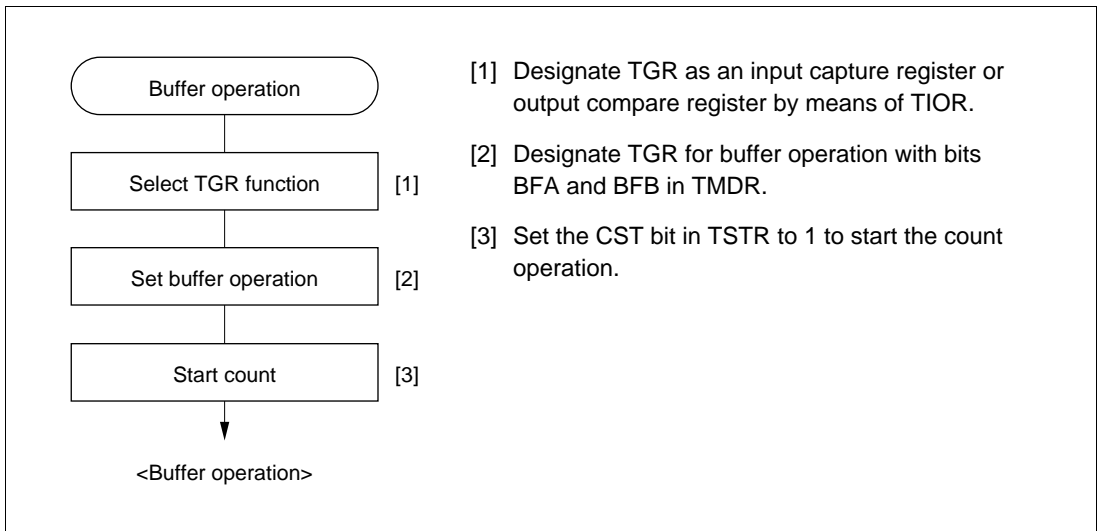 Buffer operation
Select TGR function
[1]
Set buffer operation
[2]
Start count
[3]
<Buffer operation>
[1] Designate TGR as an input capture register or
output compare register by means of TIOR.
[2] Designate TGR for buffer operation with bits
BFA and BFB in TMDR.
[3] Set the CST bit in TSTR to 1 to start the count
operation.